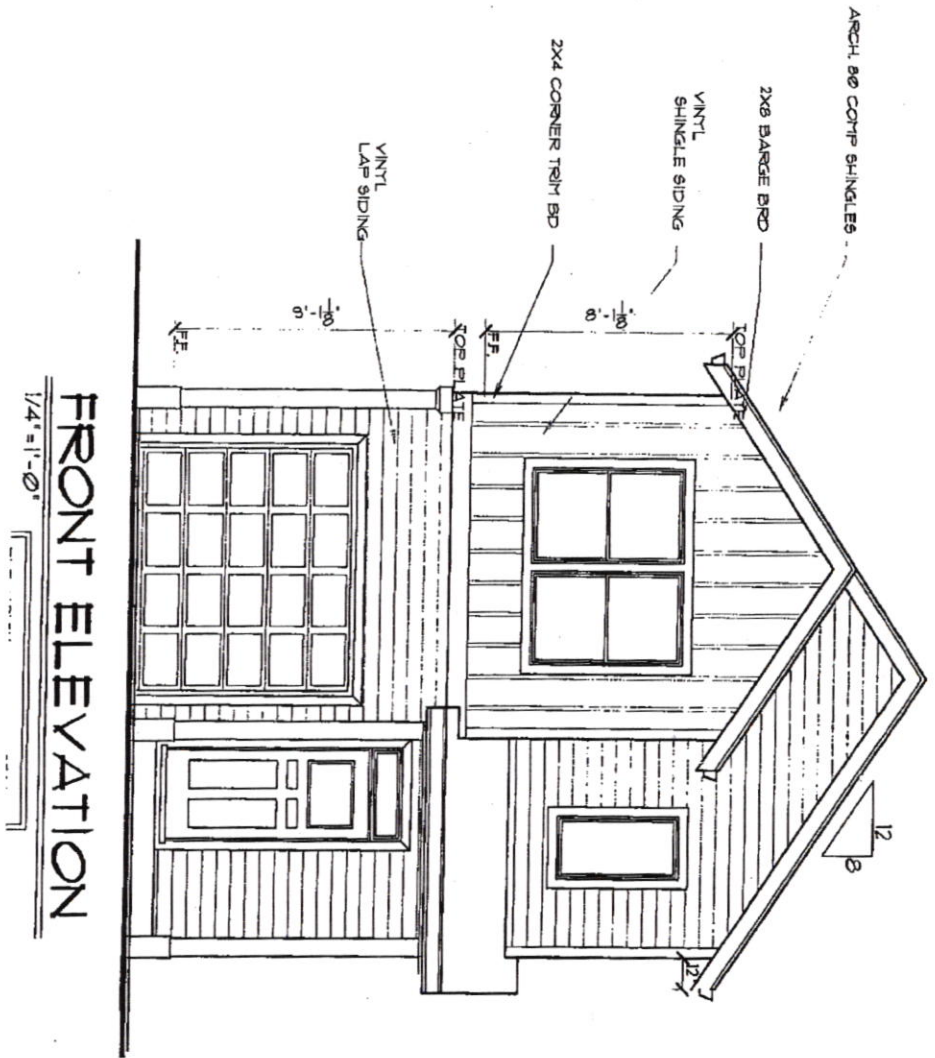 ARCH. 80 COMP SHINGLES
2X8 BARGE BRD
VINYL
SHINGLE SIDING
2X4 CORNER TRIM BD
VINYL
LAP SIDING
TOP PLATE
8'-1 1/8"
F.F.
TOP PLATE
9'-1 1/8"
F.F.
12
8
12"
FRONT ELEVATION
1/4" = 1'-0"